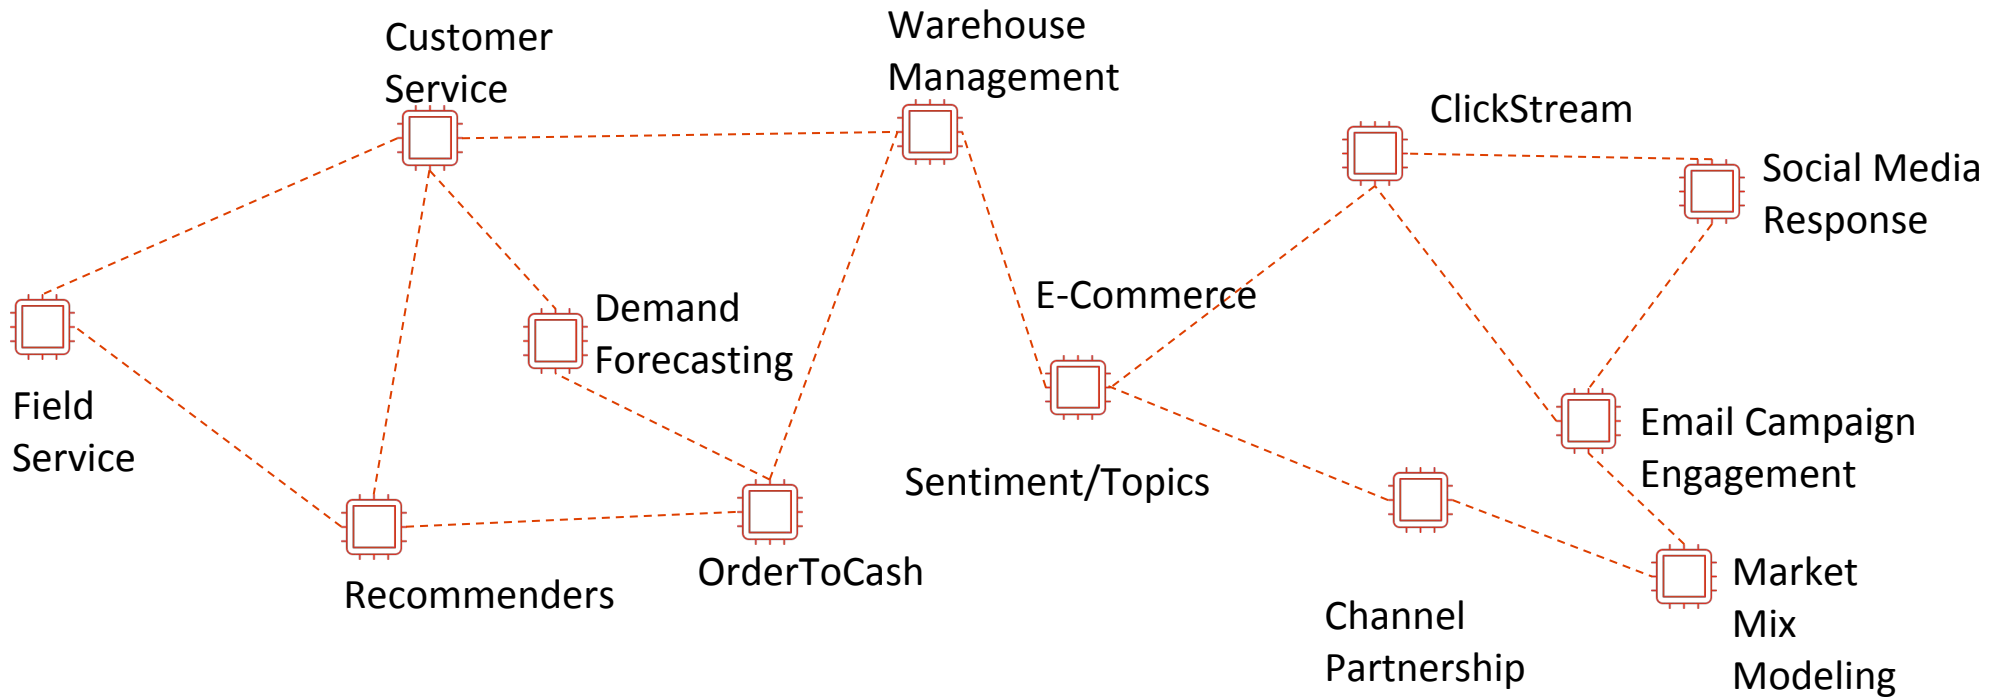 Customer
Service
Warehouse
Management
ClickStream
Social Media
Response
E-Commerce
Demand
Forecasting
Field
Service
Email Campaign
Engagement
Sentiment/Topics
OrderToCash
Recommenders
Market
Mix
Modeling
Channel
Partnership